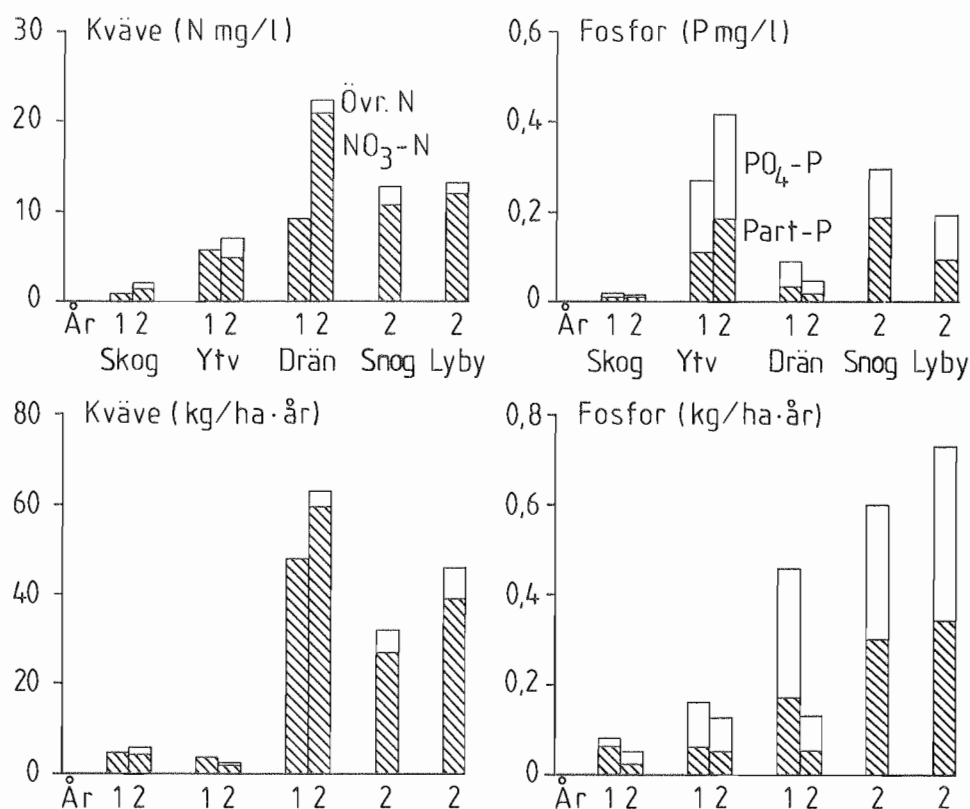 Kväve (N mg/l)
30
20
10
0
Övr. N
NO3-N
År 1 2 1 2 1 2 2 2
Skog Ytv Drän Snog Lyby
Fosfor (P mg/l)
0,6
0,4
0,2
0
PO4-P
Part-P
År 1 2 1 2 1 2 2 2
Skog Ytv Drän Snog Lyby
Kväve (kg/ha·år)
80
60
40
20
0
År 1 2 1 2 1 2 2 2
Fosfor (kg/ha·år)
0,8
0,6
0,4
0,2
0
År 1 2 1 2 1 2 2 2